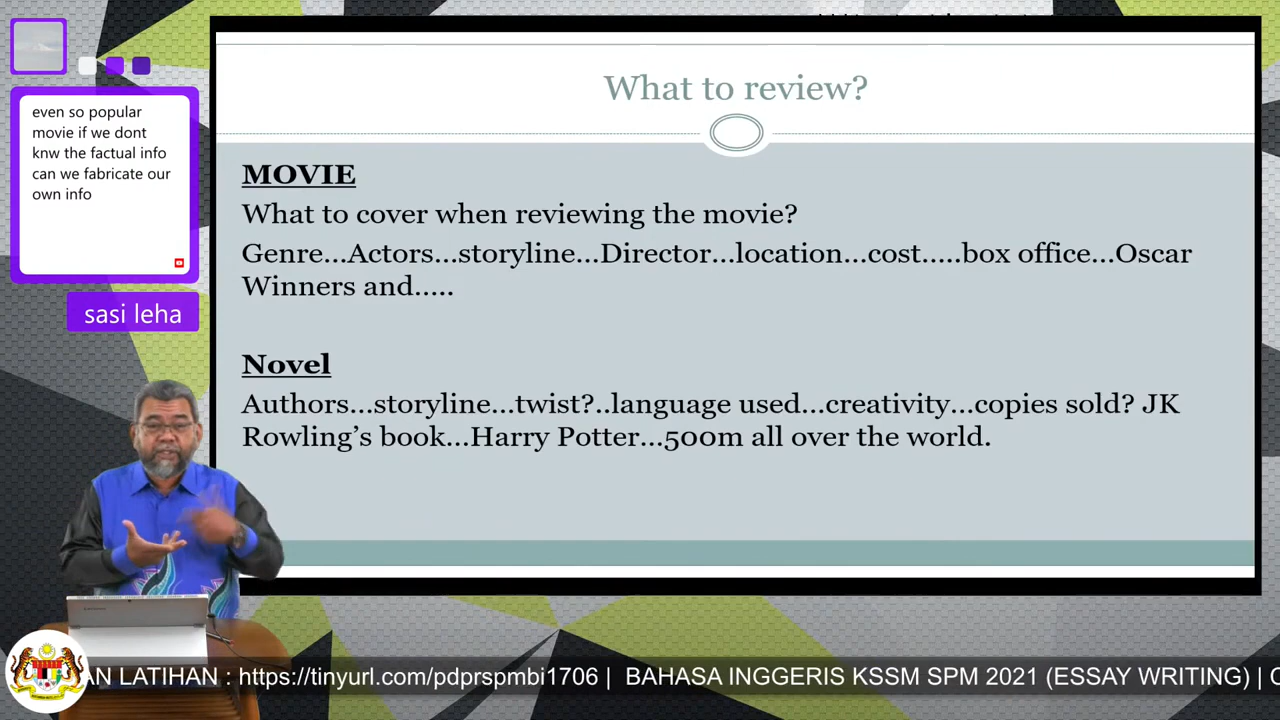 even so popular
movie if we dont
knw the factual info
can we fabricate our
own info
sasi leha
What to review?
MOVIE
What to cover when reviewing the movie?
Genre...Actors...storyline...Director...location...cost.....box office...Oscar
Winners and.....
Novel
Authors...storyline...twist?..language used...creativity...copies sold? JK
Rowling’s book...Harry Potter...500m all over the world.
AN LATIHAN : https://tinyurl.com/pdprspmbi1706 | BAHASA INGGERIS KSSM SPM 2021 (ESSAY WRITING) |